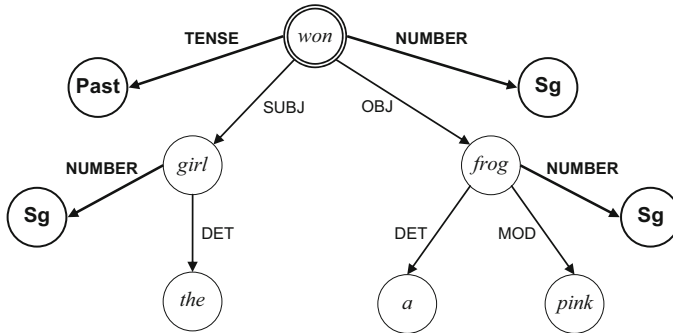 won
TENSE NUMBER
Past Sg
SUBJ OBJ
girl frog
NUMBER NUMBER
Sg Sg
DET DET MOD
the a pink